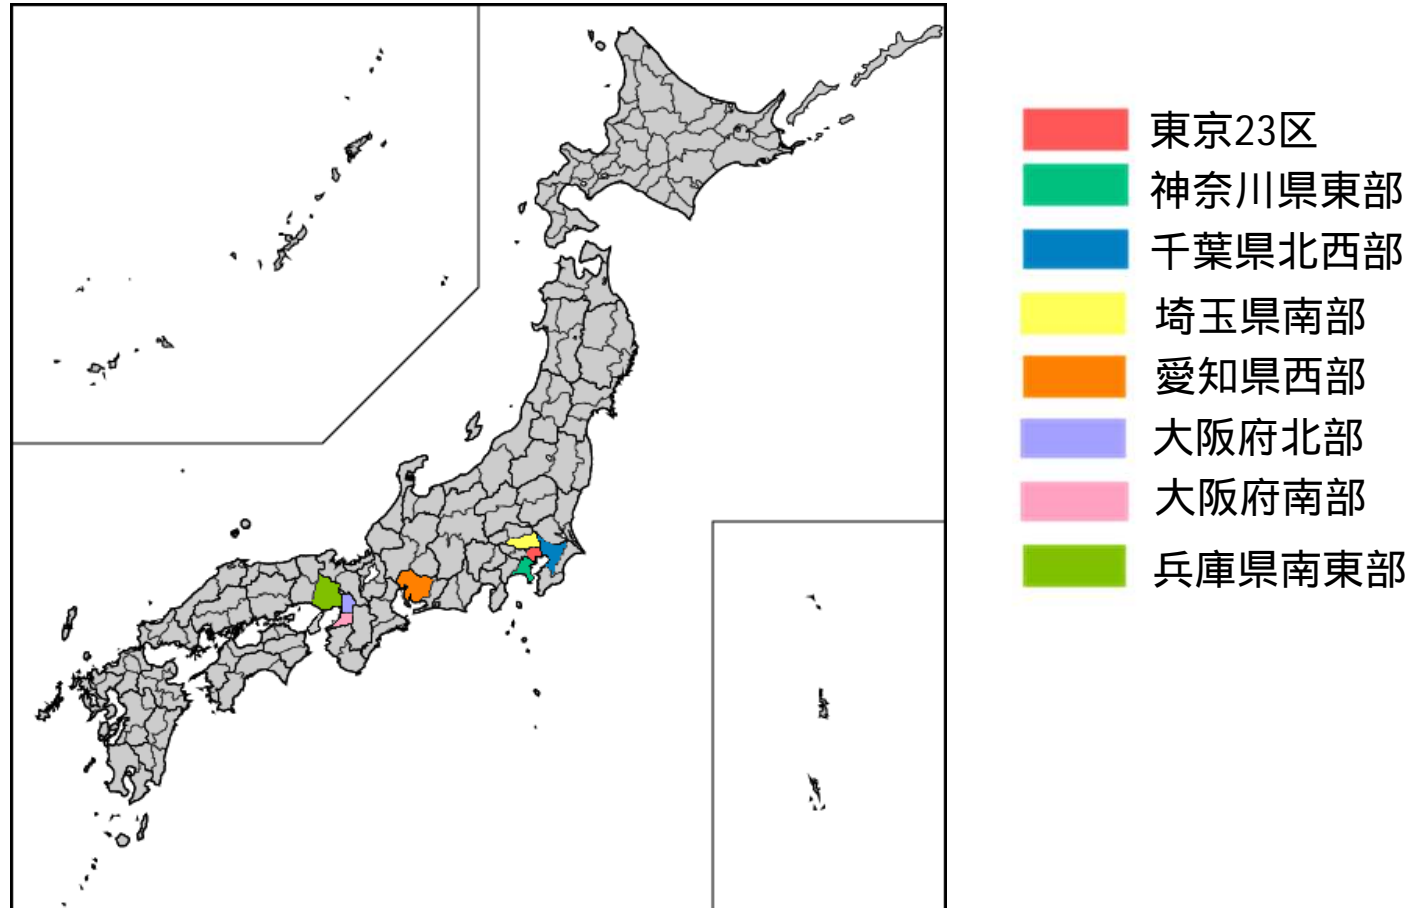 東京23区
神奈川県東部
千葉県北西部
埼玉県南部
愛知県西部
大阪府北部
大阪府南部
兵庫県南東部